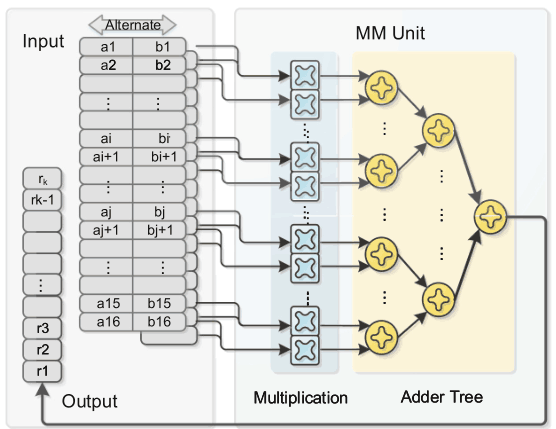 Alternate
Input
MM Unit
a1 b1
a2 b2
⋮ ⋮
ai bi
ai+1 bi+1
⋮ ⋮
aj bj
aj+1 bj+1
⋮ ⋮
a15 b15
a16 b16
rk
rk-1
⋮
r3
r2
r1
Output
Multiplication
Adder Tree